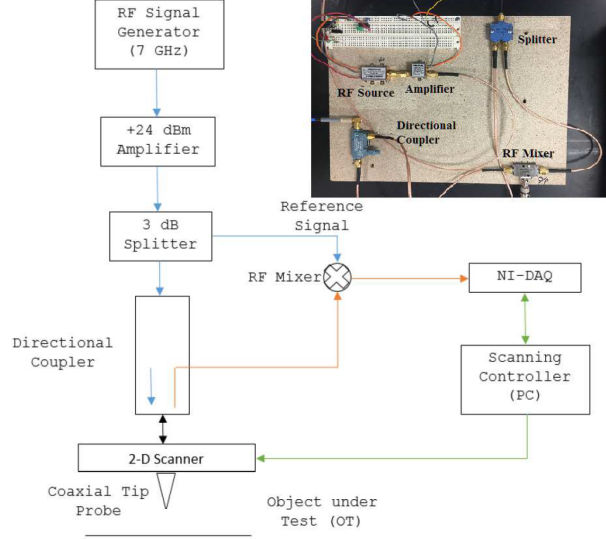 RF Signal
Generator
(7 GHz)
+24 dBm
Amplifier
3 dB
Splitter
Reference
Signal
RF Mixer
NI-DAQ
Directional
Coupler
Scanning
Controller
(PC)
2-D Scanner
Coaxial Tip
Probe
Object under
Test (OT)
Splitter
RF Source
Amplifier
Directional
Coupler
RF Mixer